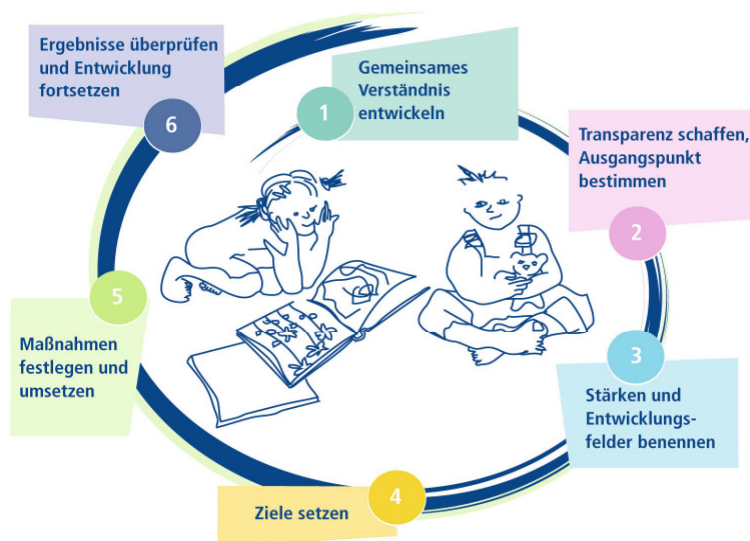 1
Gemeinsames
Verständnis
entwickeln
2
Transparenz schaffen,
Ausgangspunkt
bestimmen
3
Stärken und
Entwicklungs-
felder benennen
4
Ziele setzen
5
Maßnahmen
festlegen und
umsetzen
6
Ergebnisse überprüfen
und Entwicklung
fortsetzen